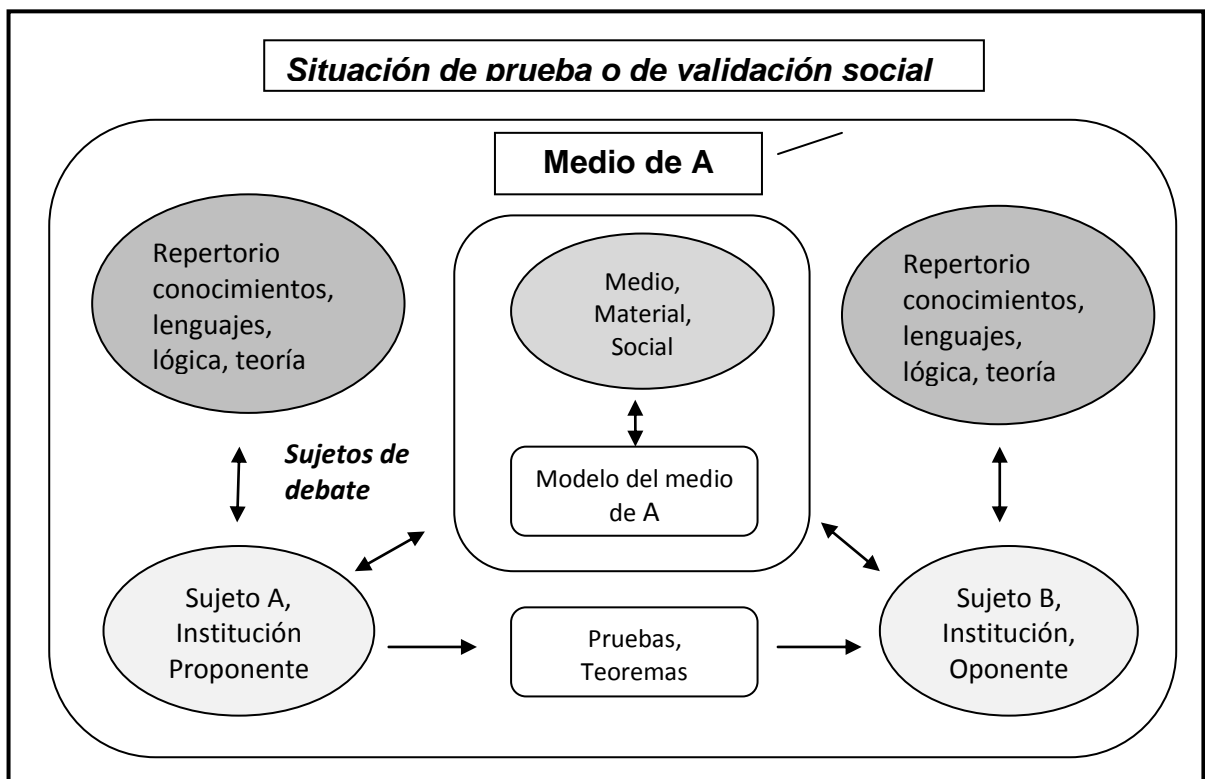 Situación de prueba o de validación social
Medio de A
Repertorio
conocimientos,
lenguajes,
lógica, teoría
Medio,
Material,
Social
Repertorio
conocimientos,
lenguajes,
lógica, teoría
Sujetos de
debate
Modelo del medio
de A
Sujeto A,
Institución
Proponente
Pruebas,
Teoremas
Sujeto B,
Institución,
Oponente